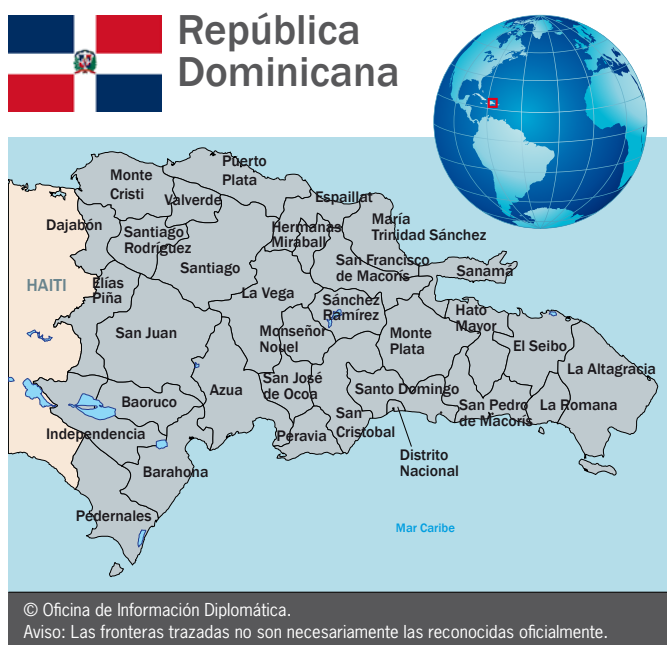 República
Dominicana
Puerto
Plata
Monte
Cristi
Valverde
Espaillat
Dajabón
Santiago
Rodríguez
Hermanas
Miraball
María
Trinidad Sánchez
Santiago
San Francisco
de Macorís
Sanama
HAITI
Elías
Piña
La Vega
Sánchez
Ramírez
Hato
Mayor
San Juan
Monseñor
Nouel
Monte
Plata
El Seibo
La Altagracia
Baoruco
Azua
San José
de Ocoa
Santo Domingo
San Pedro
de Macorís
La Romana
Independencia
Peravia
San
Cristobal
Distrito
Nacional
Barahona
Pedernales
Mar Caribe
© Oficina de Información Diplomática.
Aviso: Las fronteras trazadas no son necesariamente las reconocidas oficialmente.